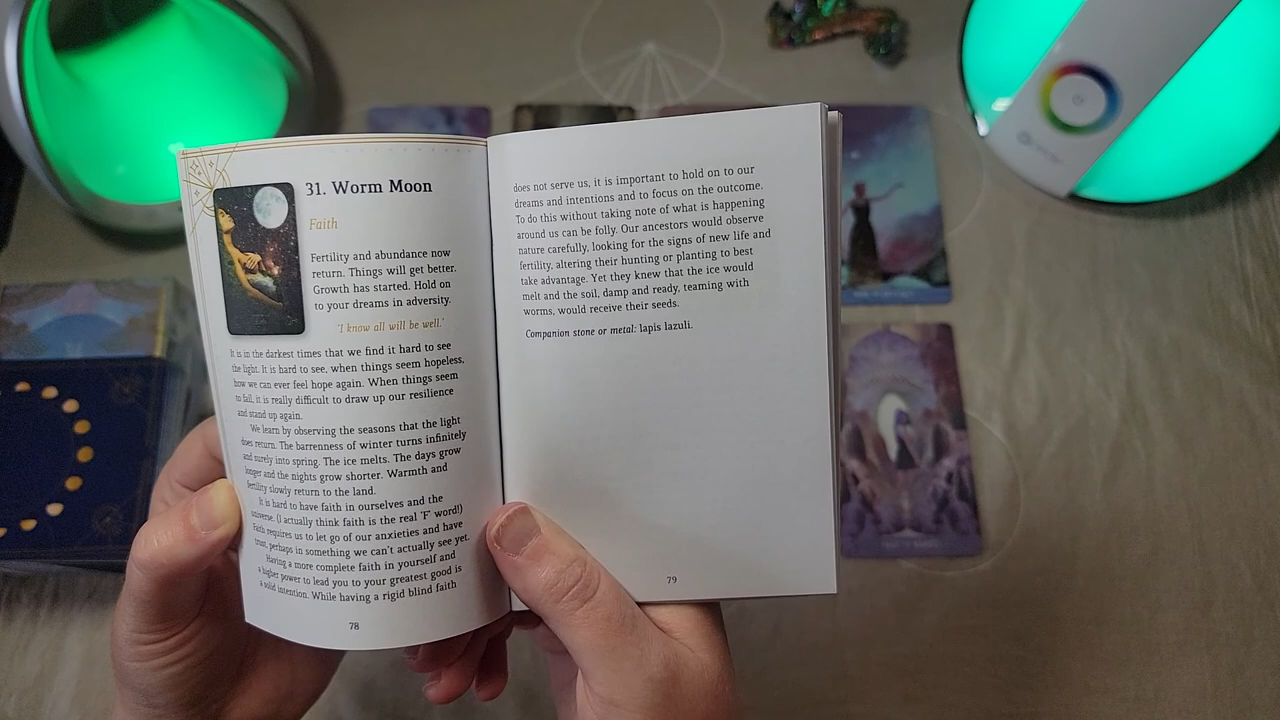 31. Worm Moon
Faith
Fertility and abundance now
return. Things will get better.
Growth has started. Hold on
to your dreams in adversity.
'I know all will be well.'
It is in the darkest times that we find it hard to see
the light. It is hard to see, when things seem hopeless,
how we can ever feel hope again. When things seem
to fail, it is really difficult to draw up our resilience
and stand up again.
We learn by observing the seasons that the light
does return. The barrenness of winter turns infinitely
and surely into spring. The ice melts. The days grow
longer and the nights grow shorter. Warmth and
fertility slowly return to the land.
It is hard to have faith in ourselves and the
universe. (I actually think faith is the real 'F' word!)
Faith requires us to let go of our anxieties and have
trust, perhaps in something we can't actually see yet.
Having a more complete faith in yourself and
a higher power to lead you to your greatest good is
a solid intention. While having a rigid blind faith
78
does not serve us, it is important to hold on to our
dreams and intentions and to focus on the outcome.
To do this without taking note of what is happening
around us can be folly. Our ancestors would observe
nature carefully, looking for the signs of new life and
fertility, altering their hunting or planting to best
take advantage. Yet they knew that the ice would
melt and the soil, damp and ready, teaming with
worms, would receive their seeds.
Companion stone or metal: lapis lazuli.
79